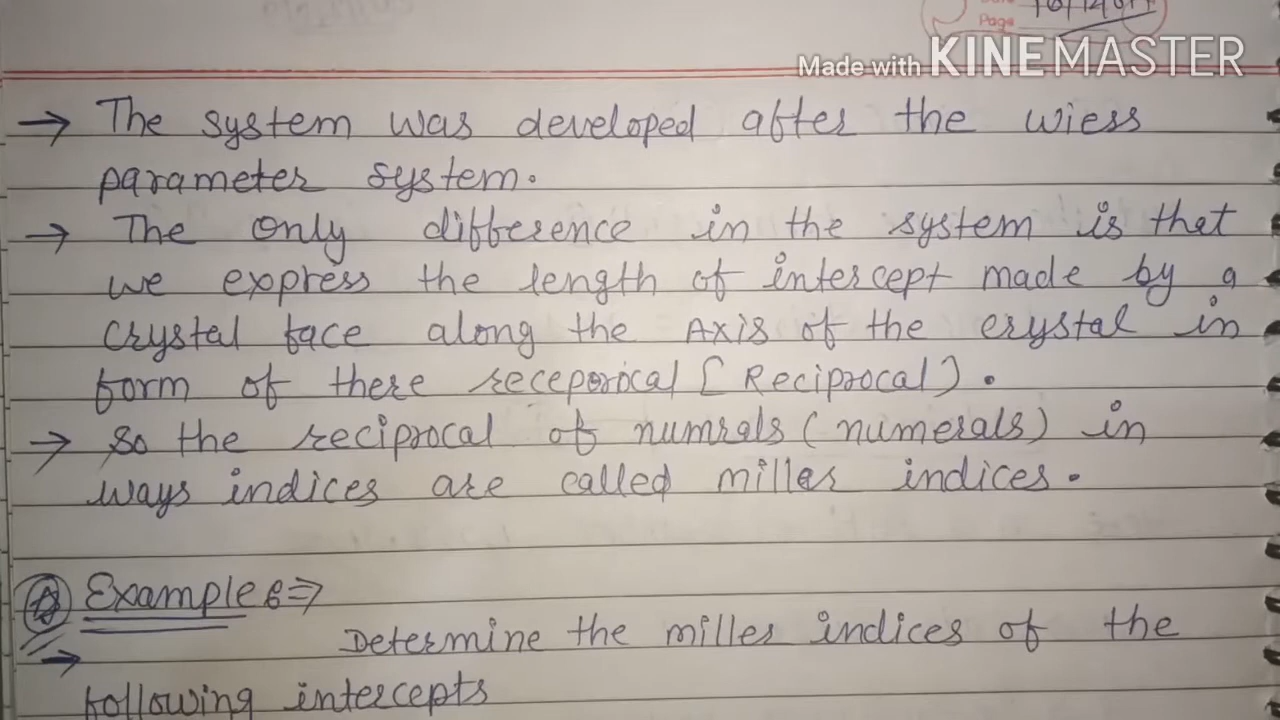 Page
Made with KINEMASTER
→ The system was developed after the wiess
parameter system.
→ The only difference in the system is that
we express the length of intercept made by a
crystal face along the Axis of the crystal in
form of there receporical [Reciprocal).
→ So the reciprocal of numrals (numerals) in
ways indices are called miller indices.
Example ⇒
→ Determine the miller indices of the
following intercepts